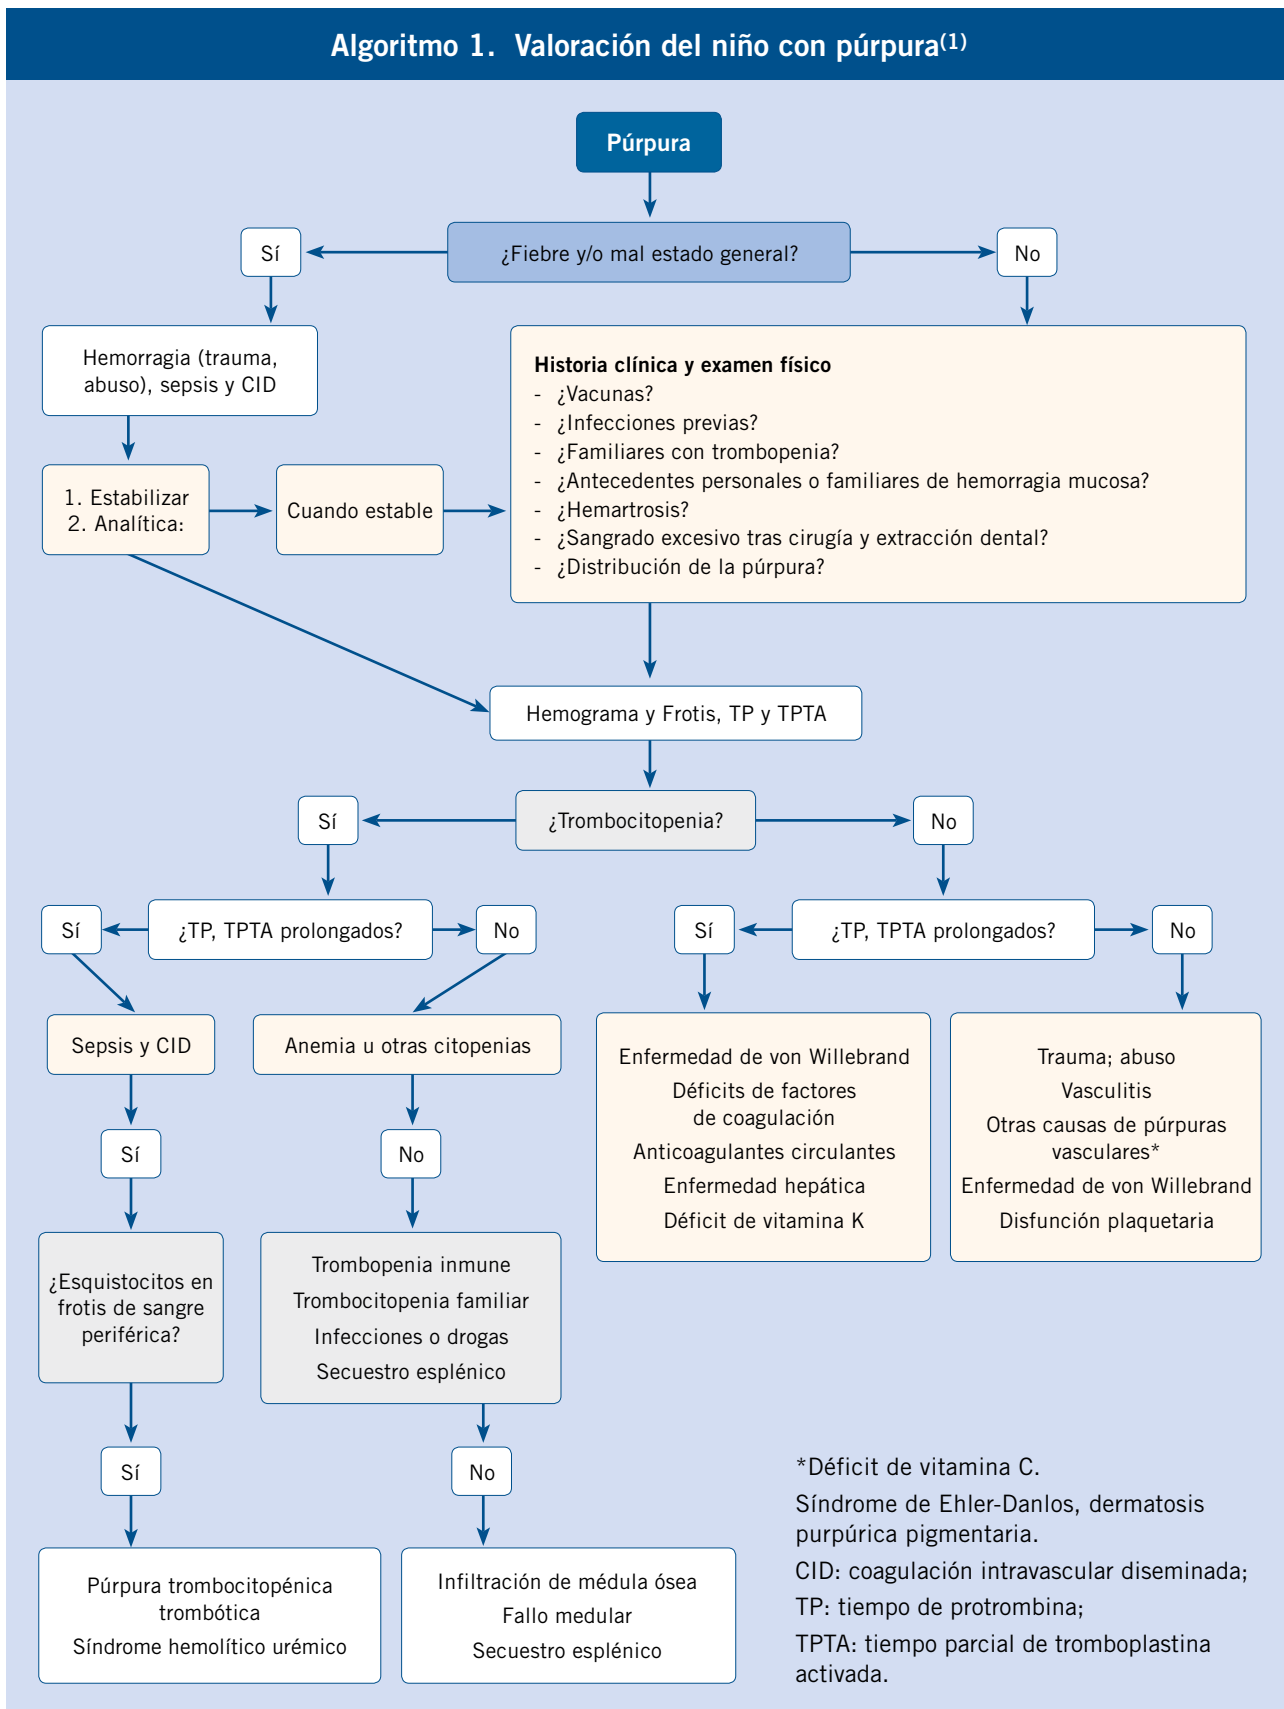 Algoritmo 1. Valoración del niño con púrpura(1)
Púrpura
Sí
¿Fiebre y/o mal estado general?
No
Hemorragia (trauma,
abuso), sepsis y CID
Historia clínica y examen físico
- ¿Vacunas?
- ¿Infecciones previas?
- ¿Familiares con trombopenia?
- ¿Antecedentes personales o familiares de hemorragia mucosa?
- ¿Hemartrosis?
- ¿Sangrado excesivo tras cirugía y extracción dental?
- ¿Distribución de la púrpura?
1. Estabilizar
2. Analítica:
Cuando estable
Hemograma y Frotis, TP y TPTA
Sí
¿Trombocitopenia?
No
Sí
¿TP, TPTA prolongados?
No
Sí
¿TP, TPTA prolongados?
No
Sepsis y CID
Anemia u otras citopenias
Enfermedad de von Willebrand
Déficits de factores
de coagulación
Anticoagulantes circulantes
Enfermedad hepática
Déficit de vitamina K
Trauma; abuso
Vasculitis
Otras causas de púrpuras
vasculares*
Enfermedad de von Willebrand
Disfunción plaquetaria
Sí
No
¿Esquistocitos en
frotis de sangre
periférica?
Trombopenia inmune
Trombocitopenia familiar
Infecciones o drogas
Secuestro esplénico
Sí
No
Púrpura trombocitopénica
trombótica
Síndrome hemolítico urémico
Infiltración de médula ósea
Fallo medular
Secuestro esplénico
*Déficit de vitamina C.
Síndrome de Ehler-Danlos, dermatosis
purpúrica pigmentaria.
CID: coagulación intravascular diseminada;
TP: tiempo de protrombina;
TPTA: tiempo parcial de tromboplastina
activada.